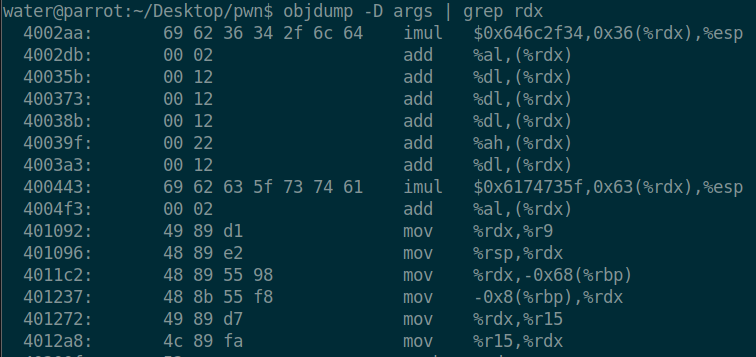 water@parrot:~/Desktop/pwn$ objdump -D args | grep rdx
4002aa: 69 62 36 34 2f 6c 64 imul $0x646c2f34,0x36(%rdx),%esp
4002db: 00 02 add %al,(%rdx)
40035b: 00 12 add %dl,(%rdx)
400373: 00 12 add %dl,(%rdx)
40038b: 00 12 add %dl,(%rdx)
40039f: 00 22 add %ah,(%rdx)
4003a3: 00 12 add %dl,(%rdx)
400443: 69 62 63 5f 73 74 61 imul $0x6174735f,0x63(%rdx),%esp
4004f3: 00 02 add %al,(%rdx)
401092: 49 89 d1 mov %rdx,%r9
401096: 48 89 e2 mov %rsp,%rdx
4011c2: 48 89 55 98 mov %rdx,-0x68(%rbp)
401237: 48 8b 55 f8 mov -0x8(%rbp),%rdx
401272: 49 89 d7 mov %rdx,%r15
4012a8: 4c 89 fa mov %r15,%rdx